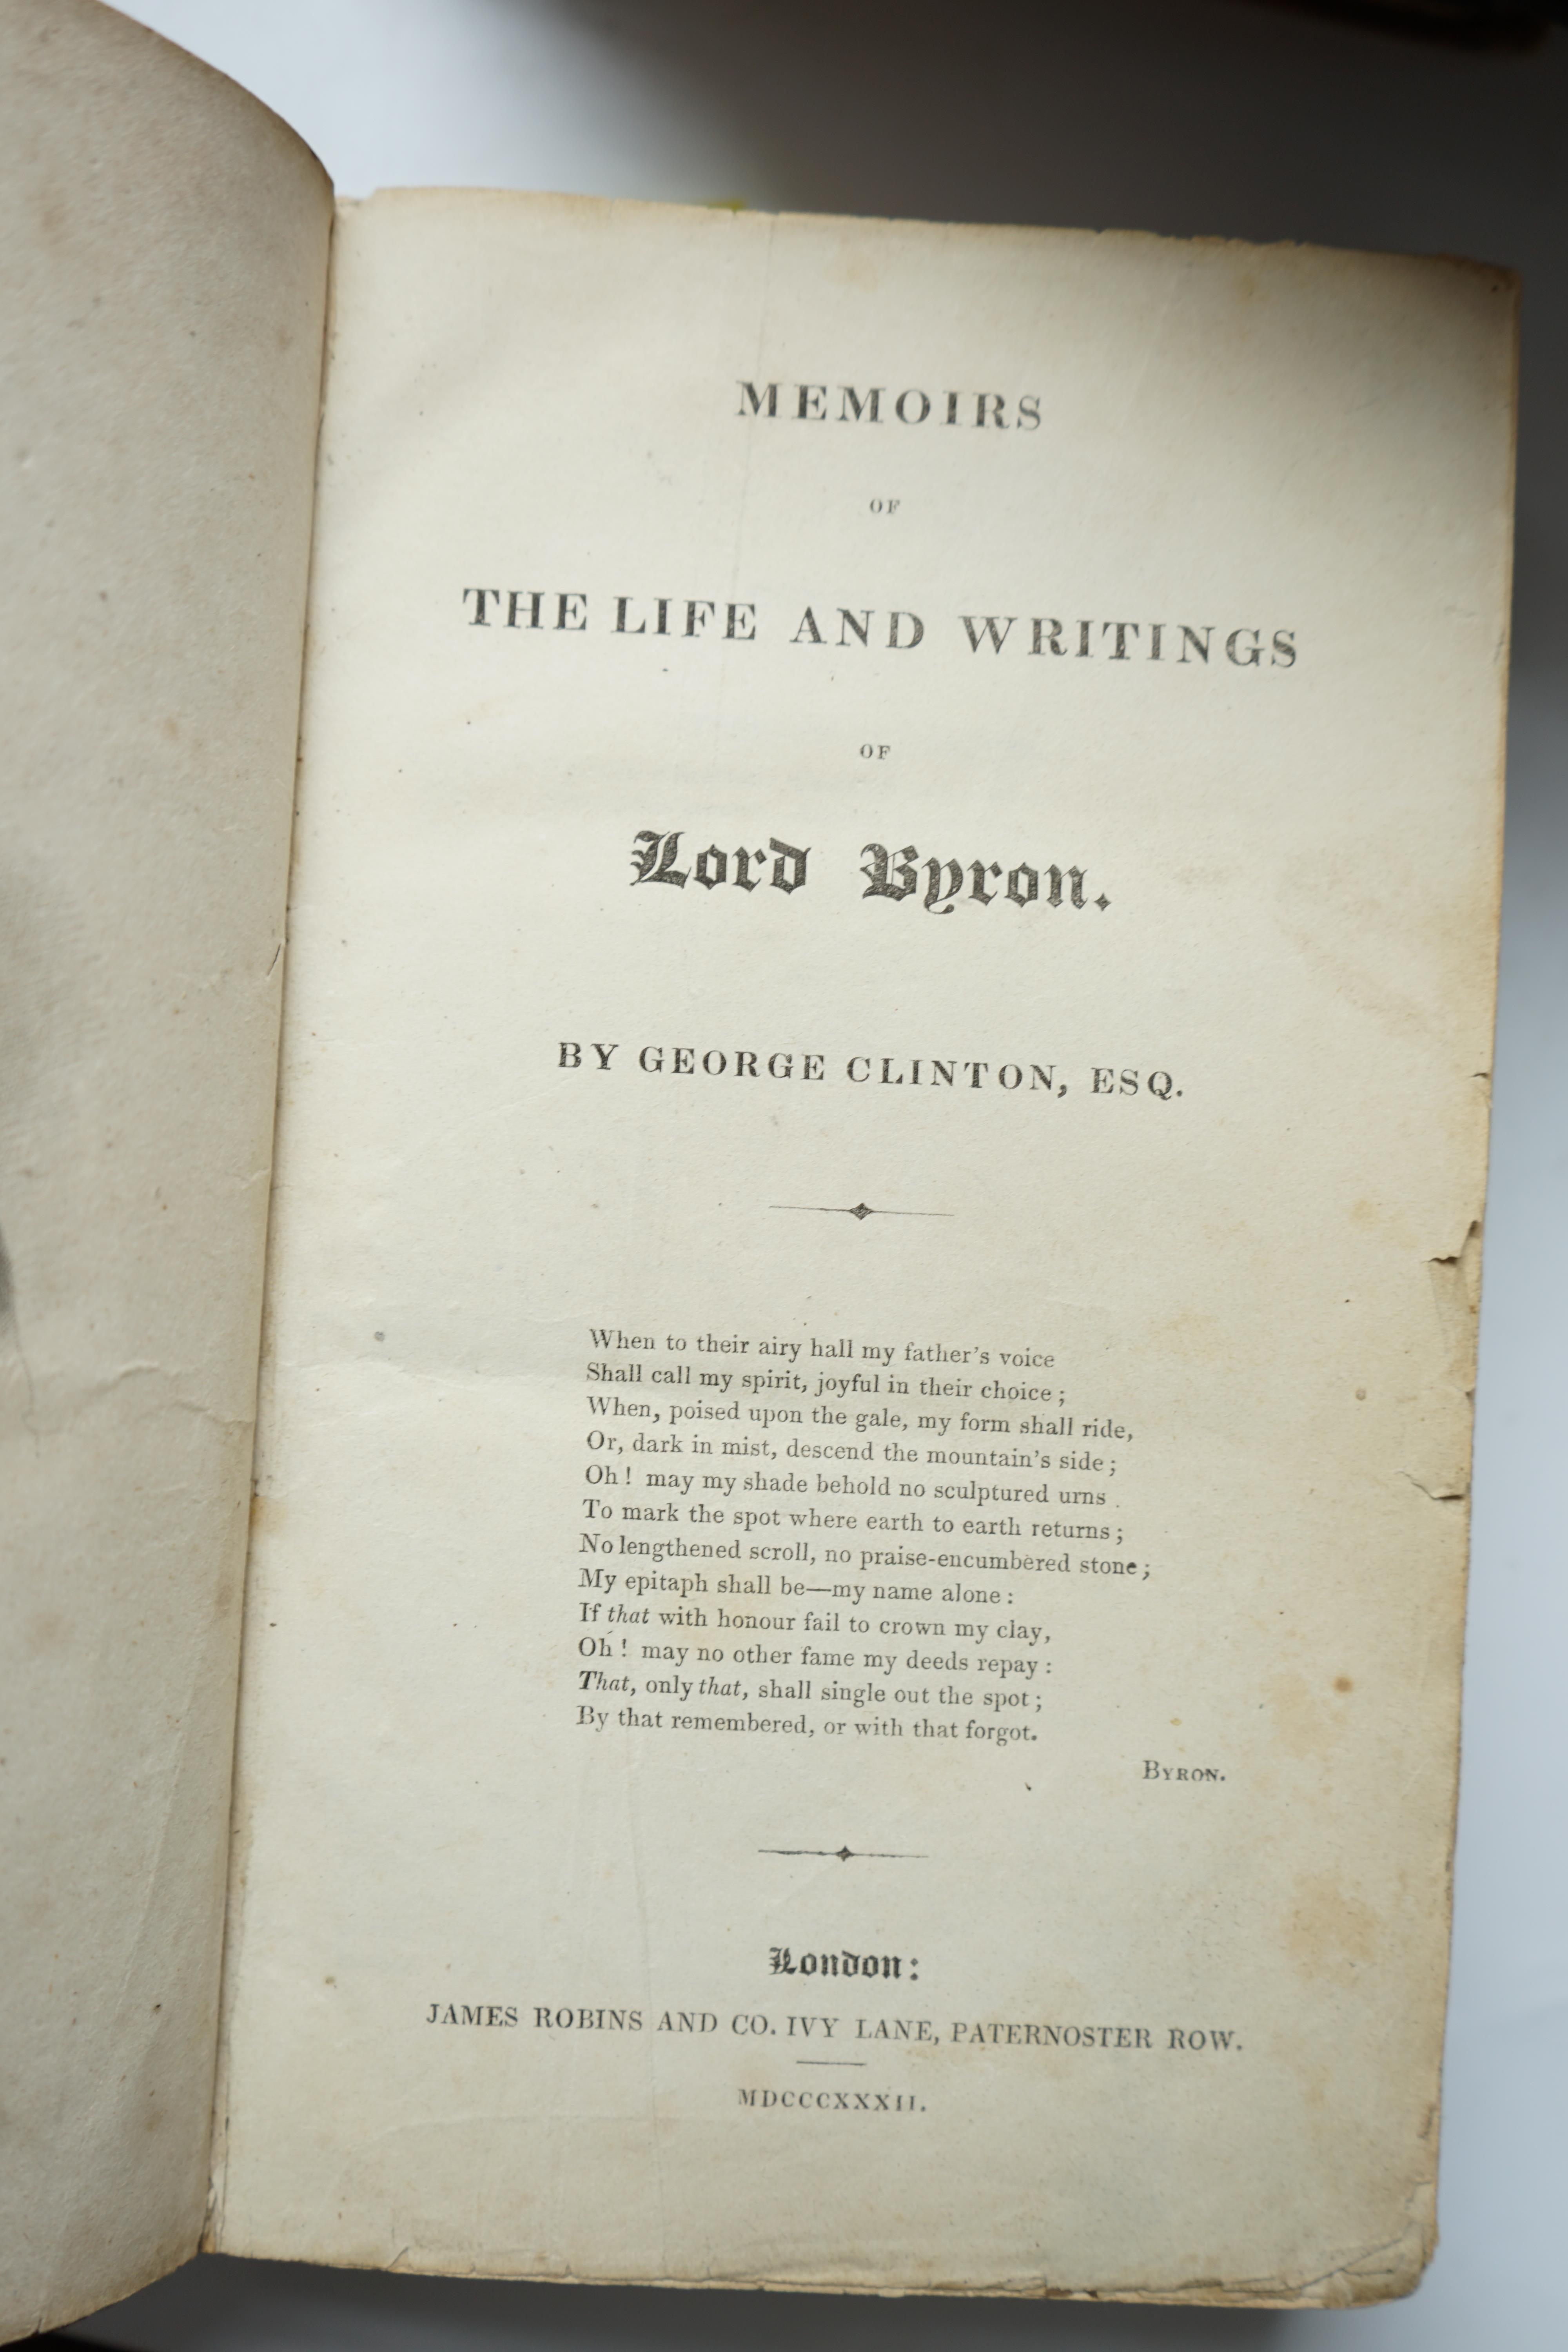 MEMOIRS
OF
THE LIFE AND WRITINGS
OF
Lord Byron.
BY GEORGE CLINTON, ESQ.
When to their airy hall my father's voice
Shall call my spirit, joyful in their choice;
When, poised upon the gale, my form shall ride,
Or, dark in mist, descend the mountain's side;
Oh! may my shade behold no sculptured urns
To mark the spot where earth to earth returns;
No lengthened scroll, no praise-encumbered stone;
My epitaph shall be—my name alone:
If that with honour fail to crown my clay,
Oh! may no other fame my deeds repay:
That, only that, shall single out the spot;
By that remembered, or with that forgot.
BYRON.
London:
JAMES ROBINS AND CO. IVY LANE, PATERNOSTER ROW.
MDCCCXXXII.